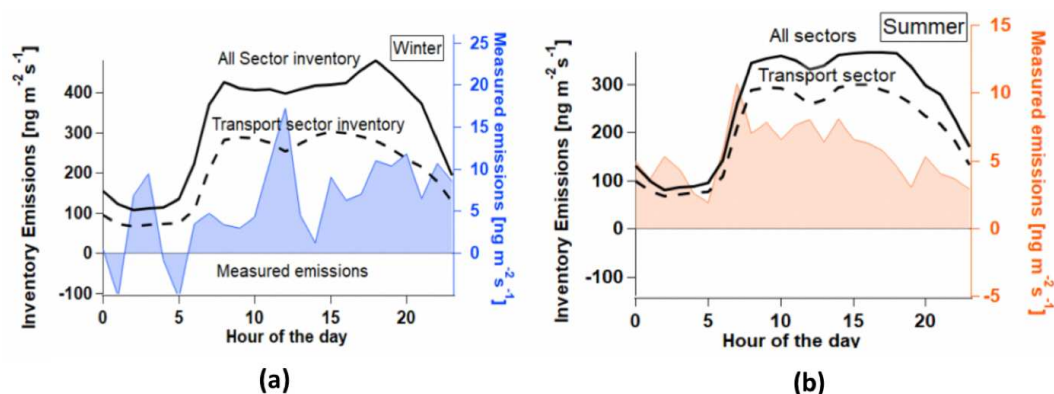 Inventory Emissions [ng m-2 s-1]
400
300
200
100
0
-100
All Sector inventory
Winter
Transport sector inventory
Measured emissions
25
20
15
10
5
0
-5
Measured emissions [ng m-2 s-1]
0 5 10 15 20
Hour of the day
(a)
Inventory Emissions [ng m-2 s-1]
300
200
100
0
-100
All sectors
Summer
Transport sector
15
10
5
0
-5
Measured emissions [ng m-2 s-1]
0 5 10 15 20
Hour of the day
(b)